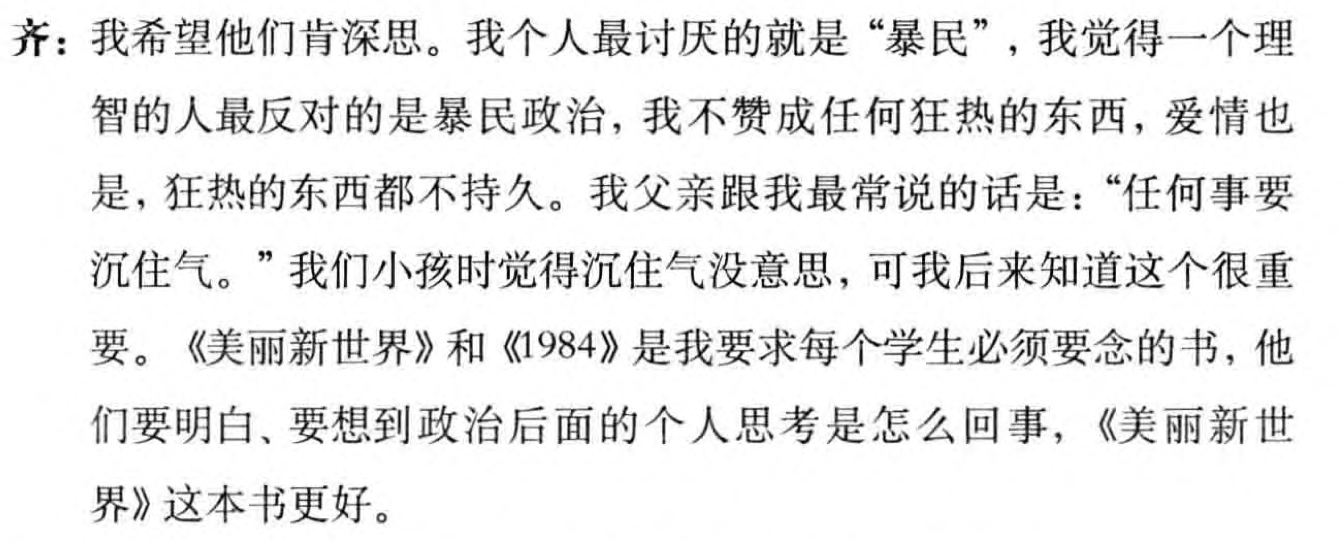 齐：我希望他们肯深思。我个人最讨厌的就是“暴民”，我觉得一个理
智的人最反对的是暴民政治，我不赞成任何狂热的东西，爱情也
是，狂热的东西都不持久。我父亲跟我最常说的话是：“任何事要
沉住气。”我们小孩时觉得沉住气没意思，可我后来知道这个很重
要。《美丽新世界》和《1984》是我要求每个学生必须要念的书，他
们要明白、要想到政治后面的个人思考是怎么回事，《美丽新世
界》这本书更好。